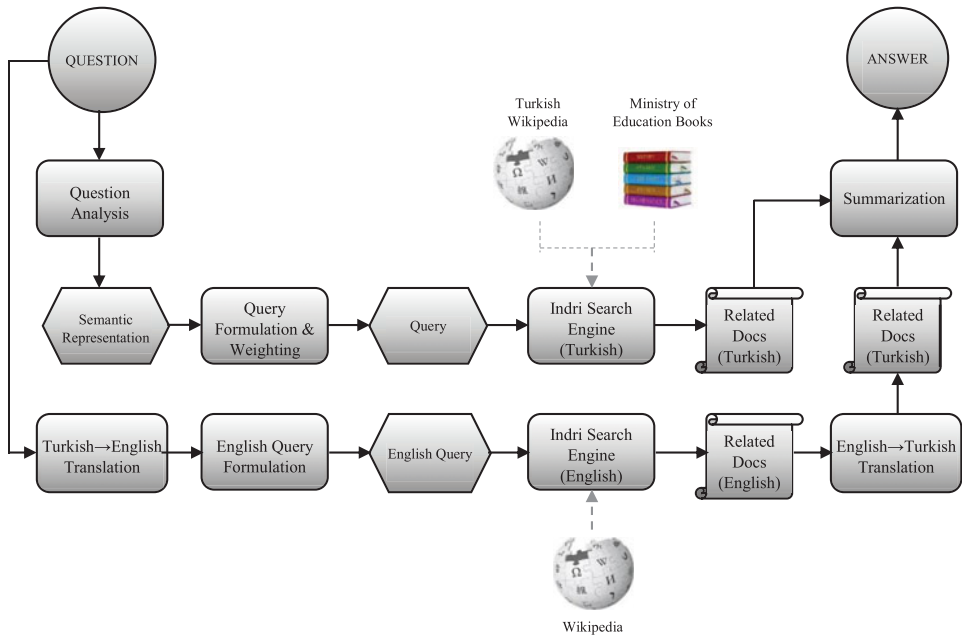 QUESTION
ANSWER
Turkish
Wikipedia
Ministry of
Education Books
Question
Analysis
Summarization
Semantic
Representation
Query
Formulation &
Weighting
Query
Indri Search
Engine
(Turkish)
Related
Docs
(Turkish)
Related
Docs
(Turkish)
Turkish→English
Translation
English Query
Formulation
English Query
Indri Search
Engine
(English)
Related
Docs
(English)
English→Turkish
Translation
Wikipedia